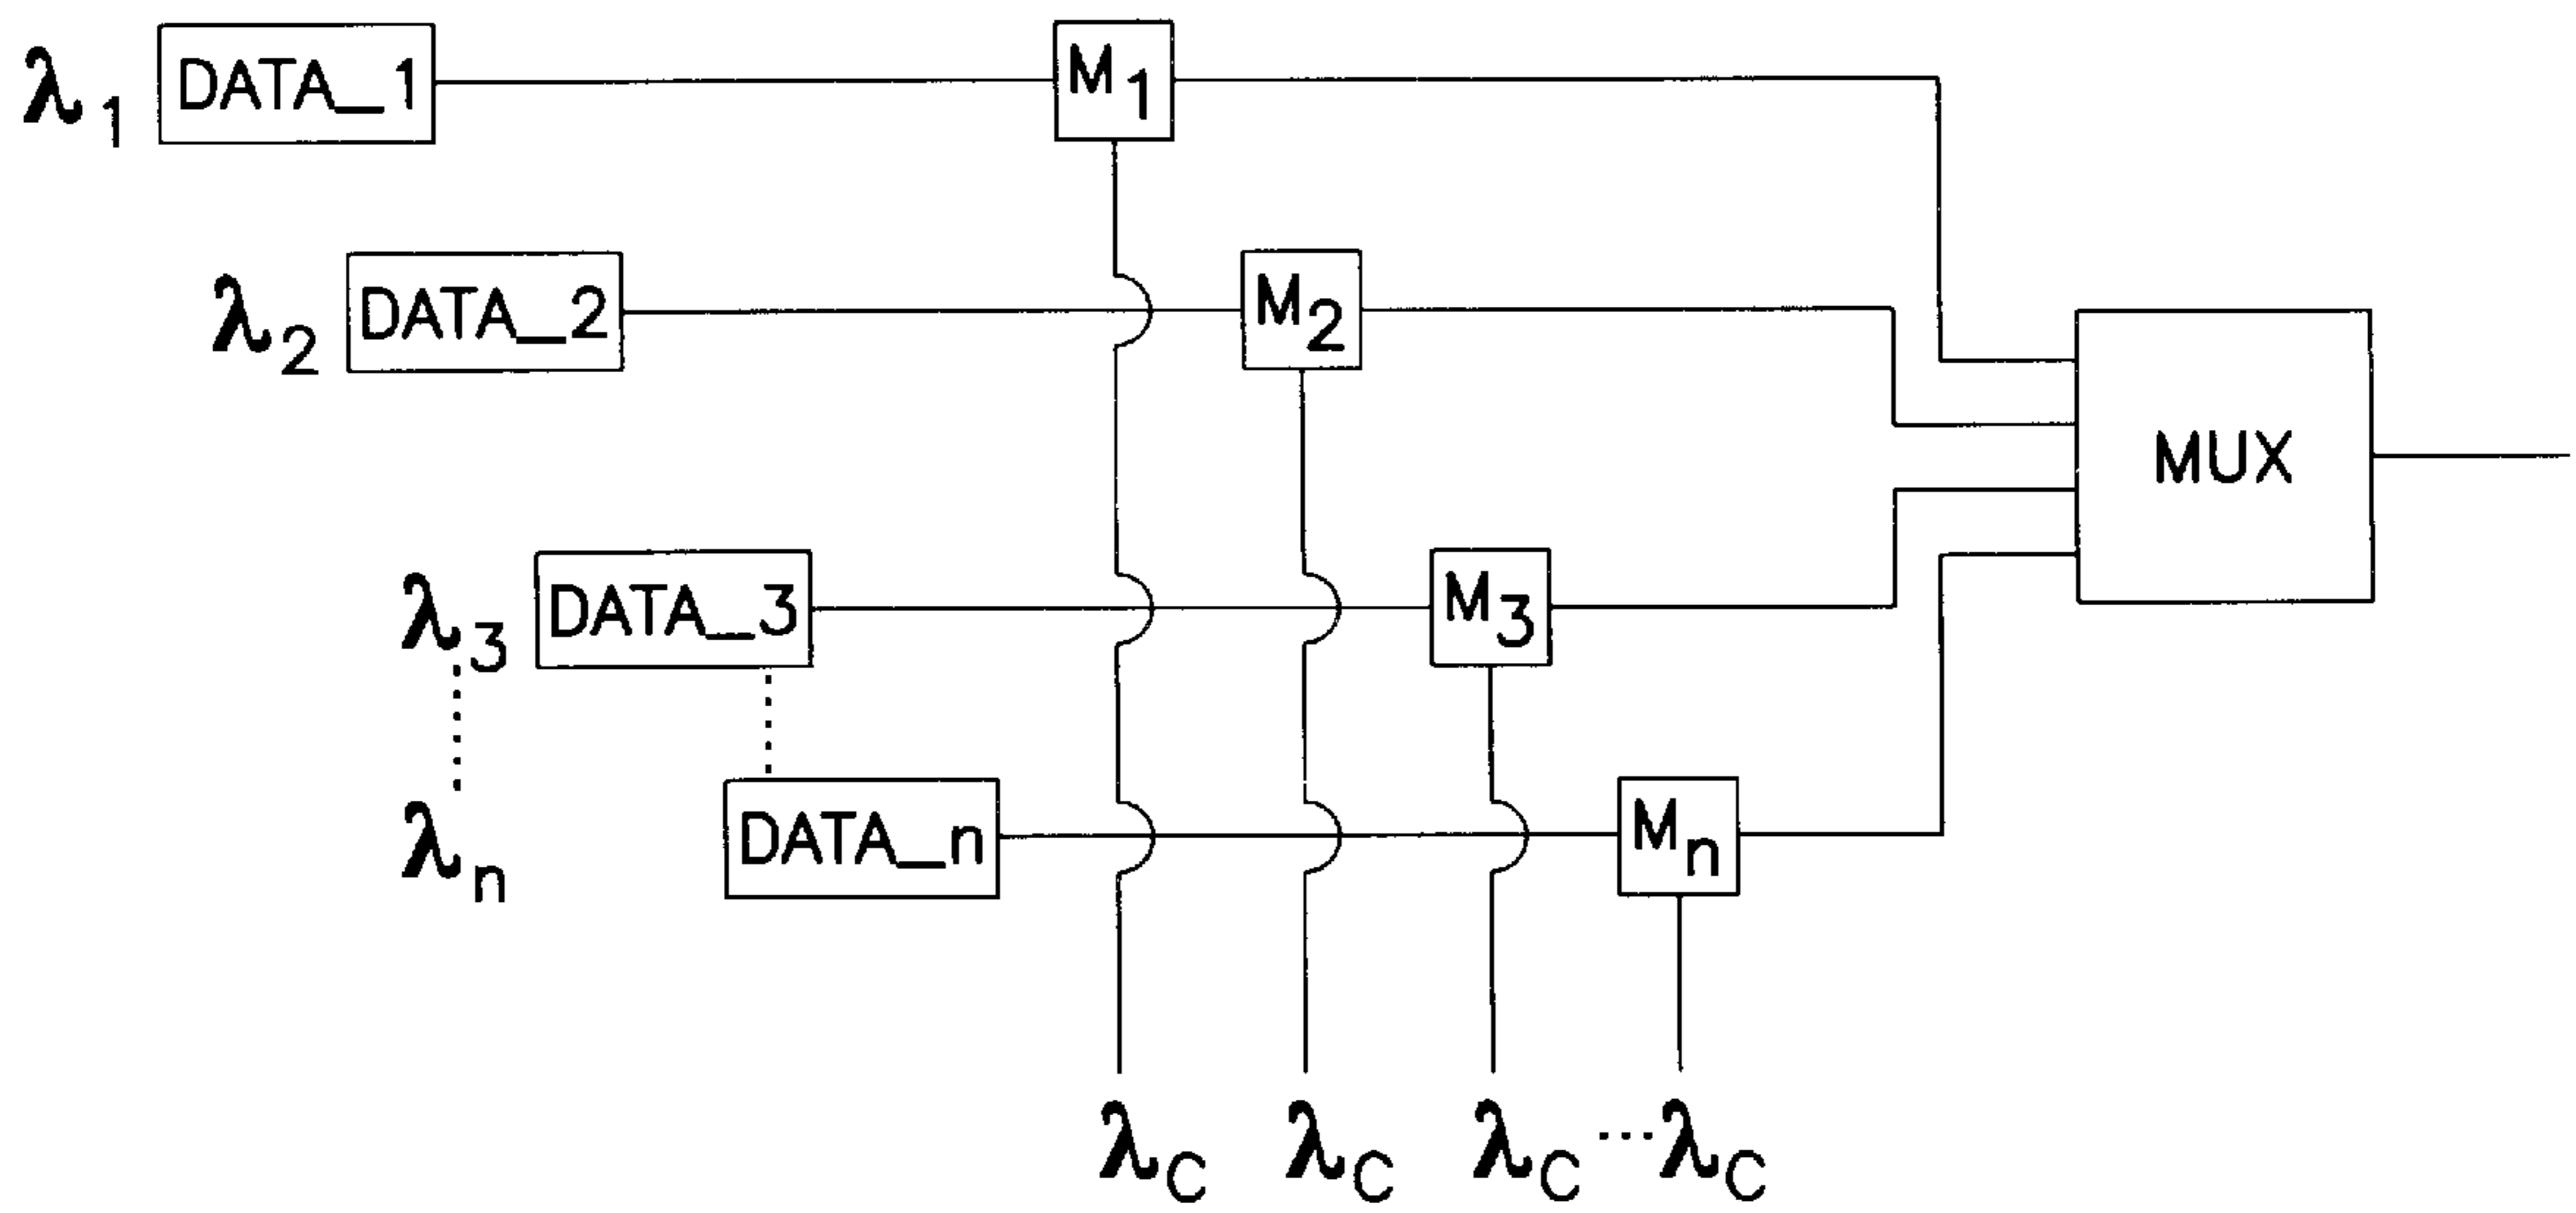 λ1 DATA_1 M1
λ2 DATA_2 M2
MUX
λ3 DATA_3 M3
λn DATA_n Mn
λC λC λC ... λC